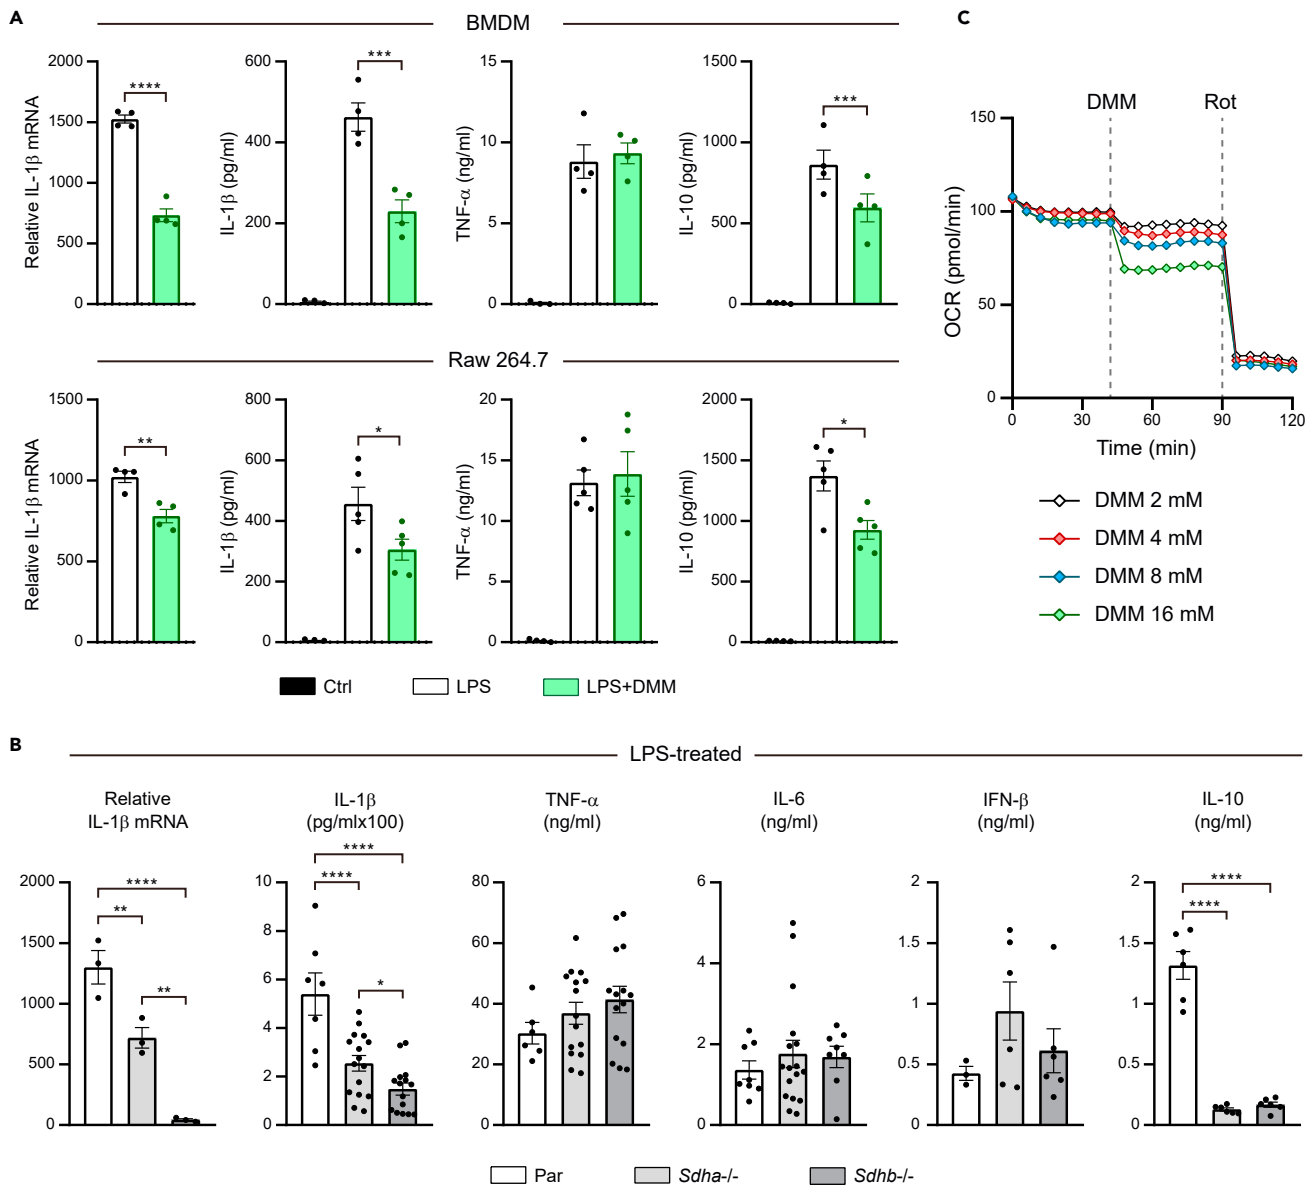 A
BMDM
C
Relative IL-1β mRNA
2000
1500
1000
500
0
****
IL-1β (pg/ml)
600
400
200
0
***
TNF-α (ng/ml)
15
10
5
0
IL-10 (pg/ml)
1500
1000
500
0
***
Raw 264.7
Relative IL-1β mRNA
1500
1000
500
0
**
IL-1β (pg/ml)
800
600
400
200
0
*
TNF-α (ng/ml)
20
15
10
5
0
IL-10 (pg/ml)
2000
1500
1000
500
0
*
Ctrl
LPS
LPS+DMM
DMM
Rot
OCR (pmol/min)
150
100
50
0
0
30
60
90
120
Time (min)
DMM 2 mM
DMM 4 mM
DMM 8 mM
DMM 16 mM
B
LPS-treated
Relative
IL-1β mRNA
2000
1500
1000
500
0
****
**
**
IL-1β
(pg/mlx100)
10
8
6
4
2
0
****
****
*
TNF-α
(ng/ml)
80
60
40
20
0
IL-6
(ng/ml)
6
4
2
0
IFN-β
(ng/ml)
2
1.5
1
0.5
0
IL-10
(ng/ml)
2
1.5
1
0.5
0
****
****
Par
Sdha-/-
Sdhb-/-